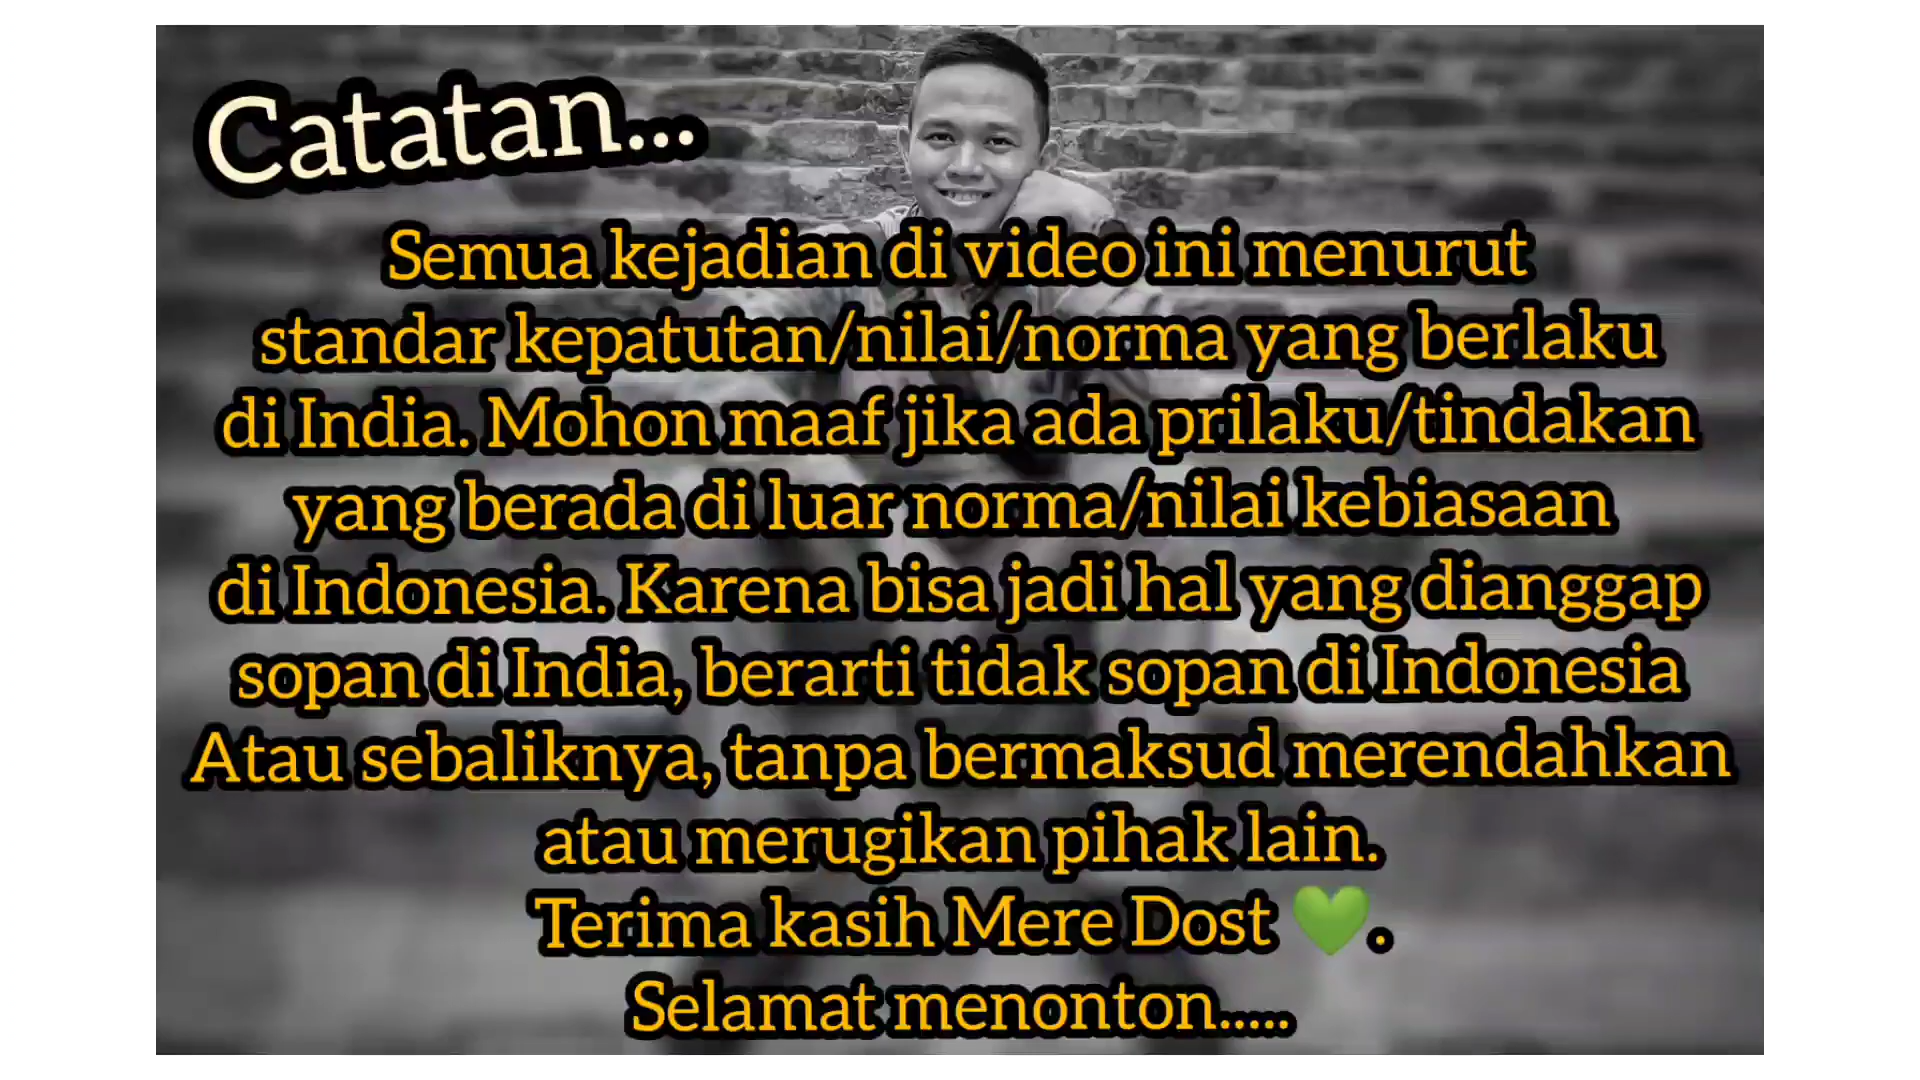 Catatan...
Semua kejadian di video ini menurut
standar kepatutan/nilai/norma yang berlaku
di India. Mohon maaf jika ada prilaku/tindakan
yang berada di luar norma/nilai kebiasaan
di Indonesia. Karena bisa jadi hal yang dianggap
sopan di India, berarti tidak sopan di Indonesia
Atau sebaliknya, tanpa bermaksud merendahkan
atau merugikan pihak lain.
Terima kasih Mere Dost 💚.
Selamat menonton.....